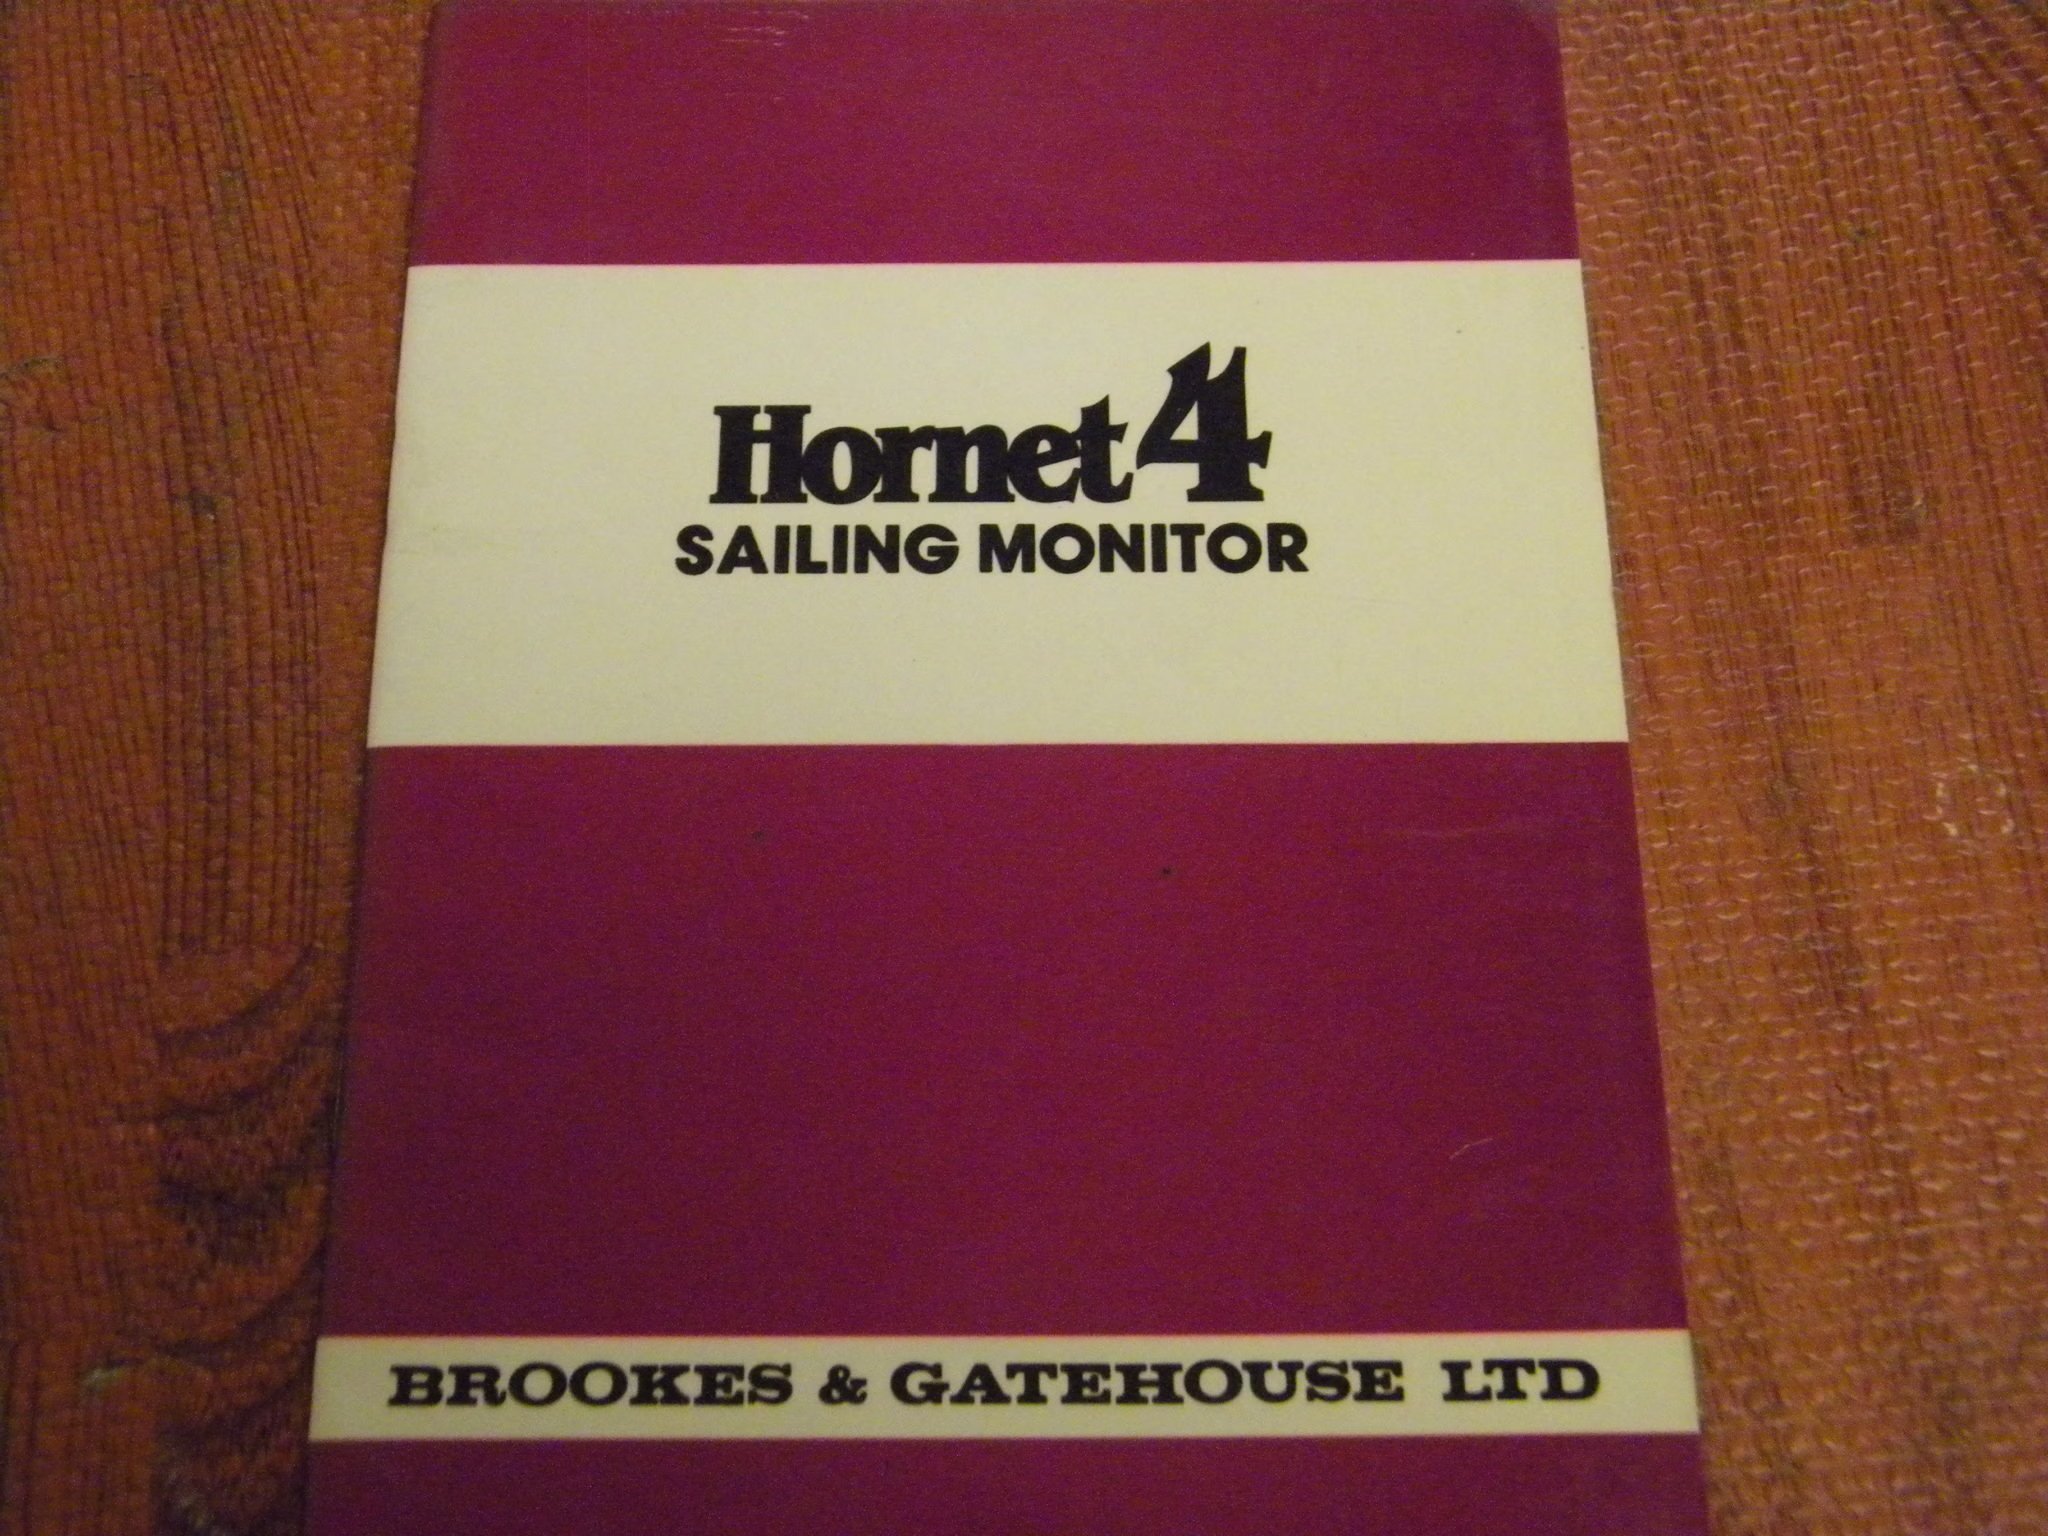 Hornet 4
SAILING MONITOR
BROOKES & GATEHOUSE LTD